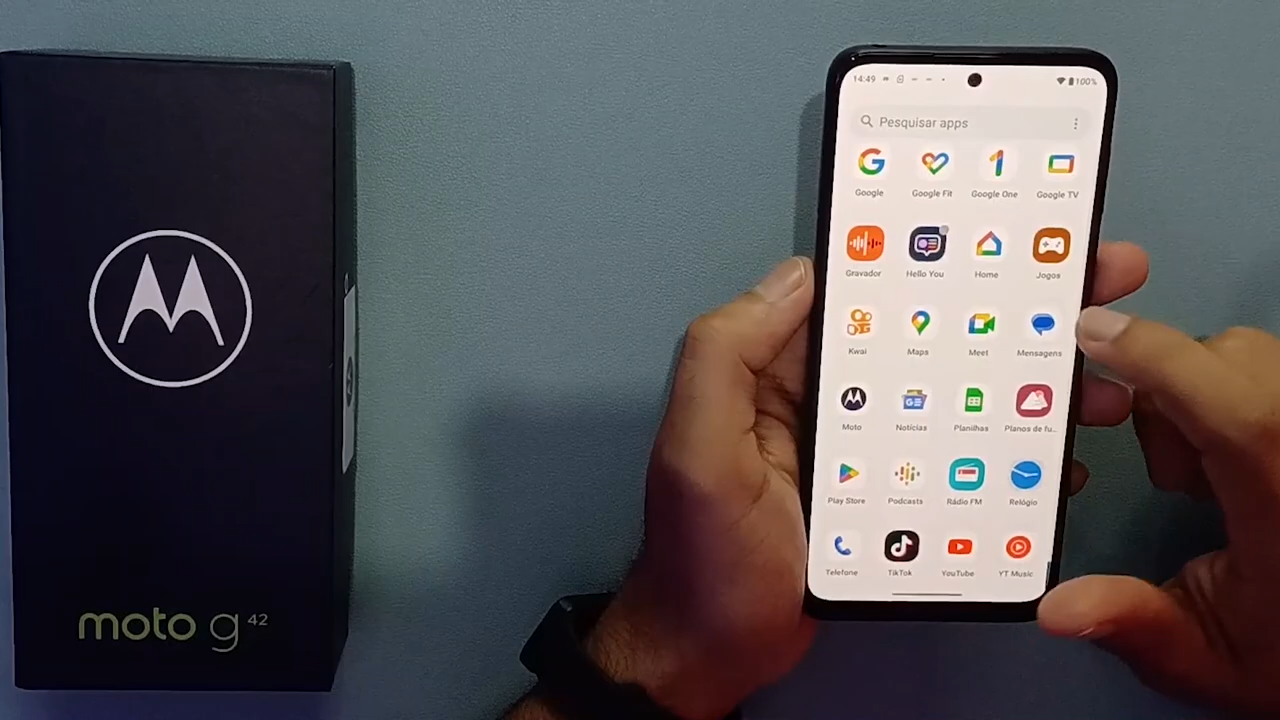 moto g 42
14:49
100%
Pesquisar apps
Google
Google Fit
Google One
Google TV
Gravador
Hello You
Home
Jogos
Kwai
Maps
Meet
Mensagens
Moto
Notícias
Planilhas
Planos de fu...
Play Store
Podcasts
Rádio FM
Relógio
Telefone
TikTok
YouTube
YT Music